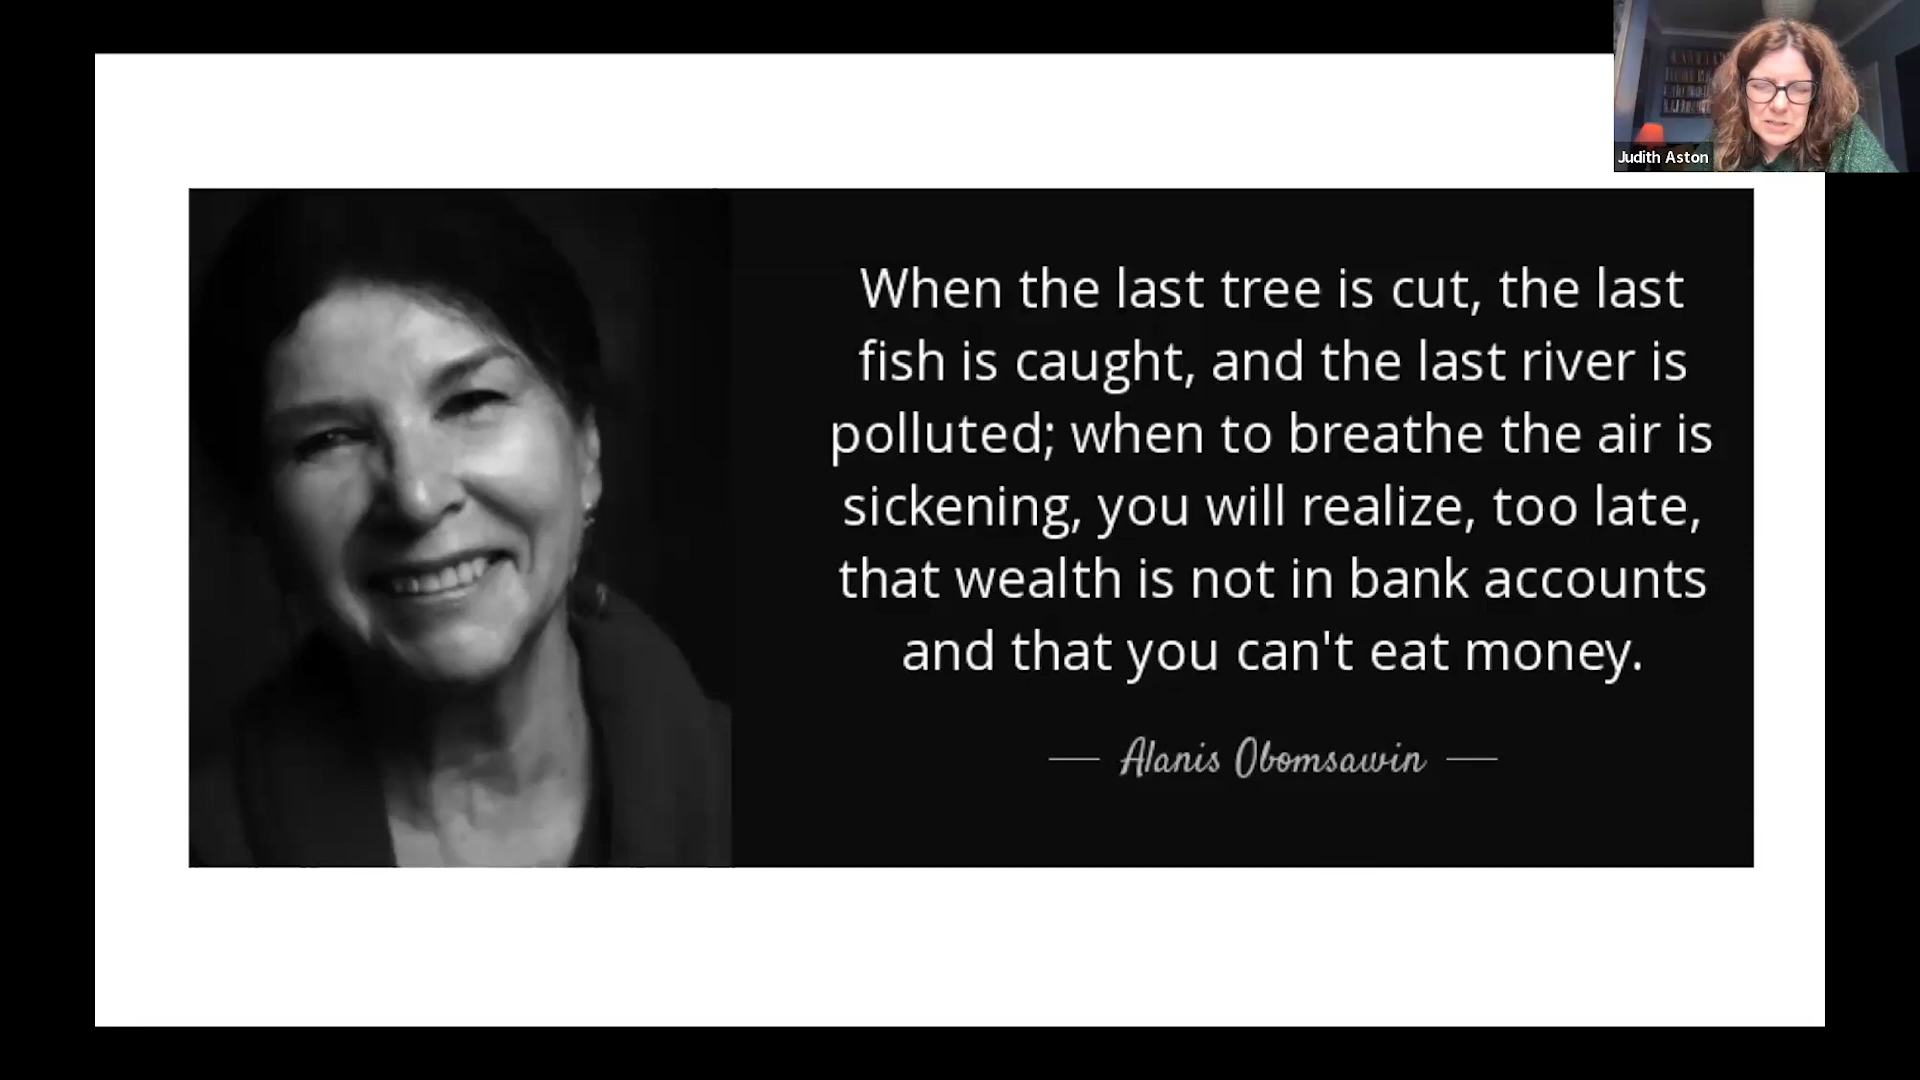 Judith Aston
When the last tree is cut, the last
fish is caught, and the last river is
polluted; when to breathe the air is
sickening, you will realize, too late,
that wealth is not in bank accounts
and that you can't eat money.
Alanis Obomsawin